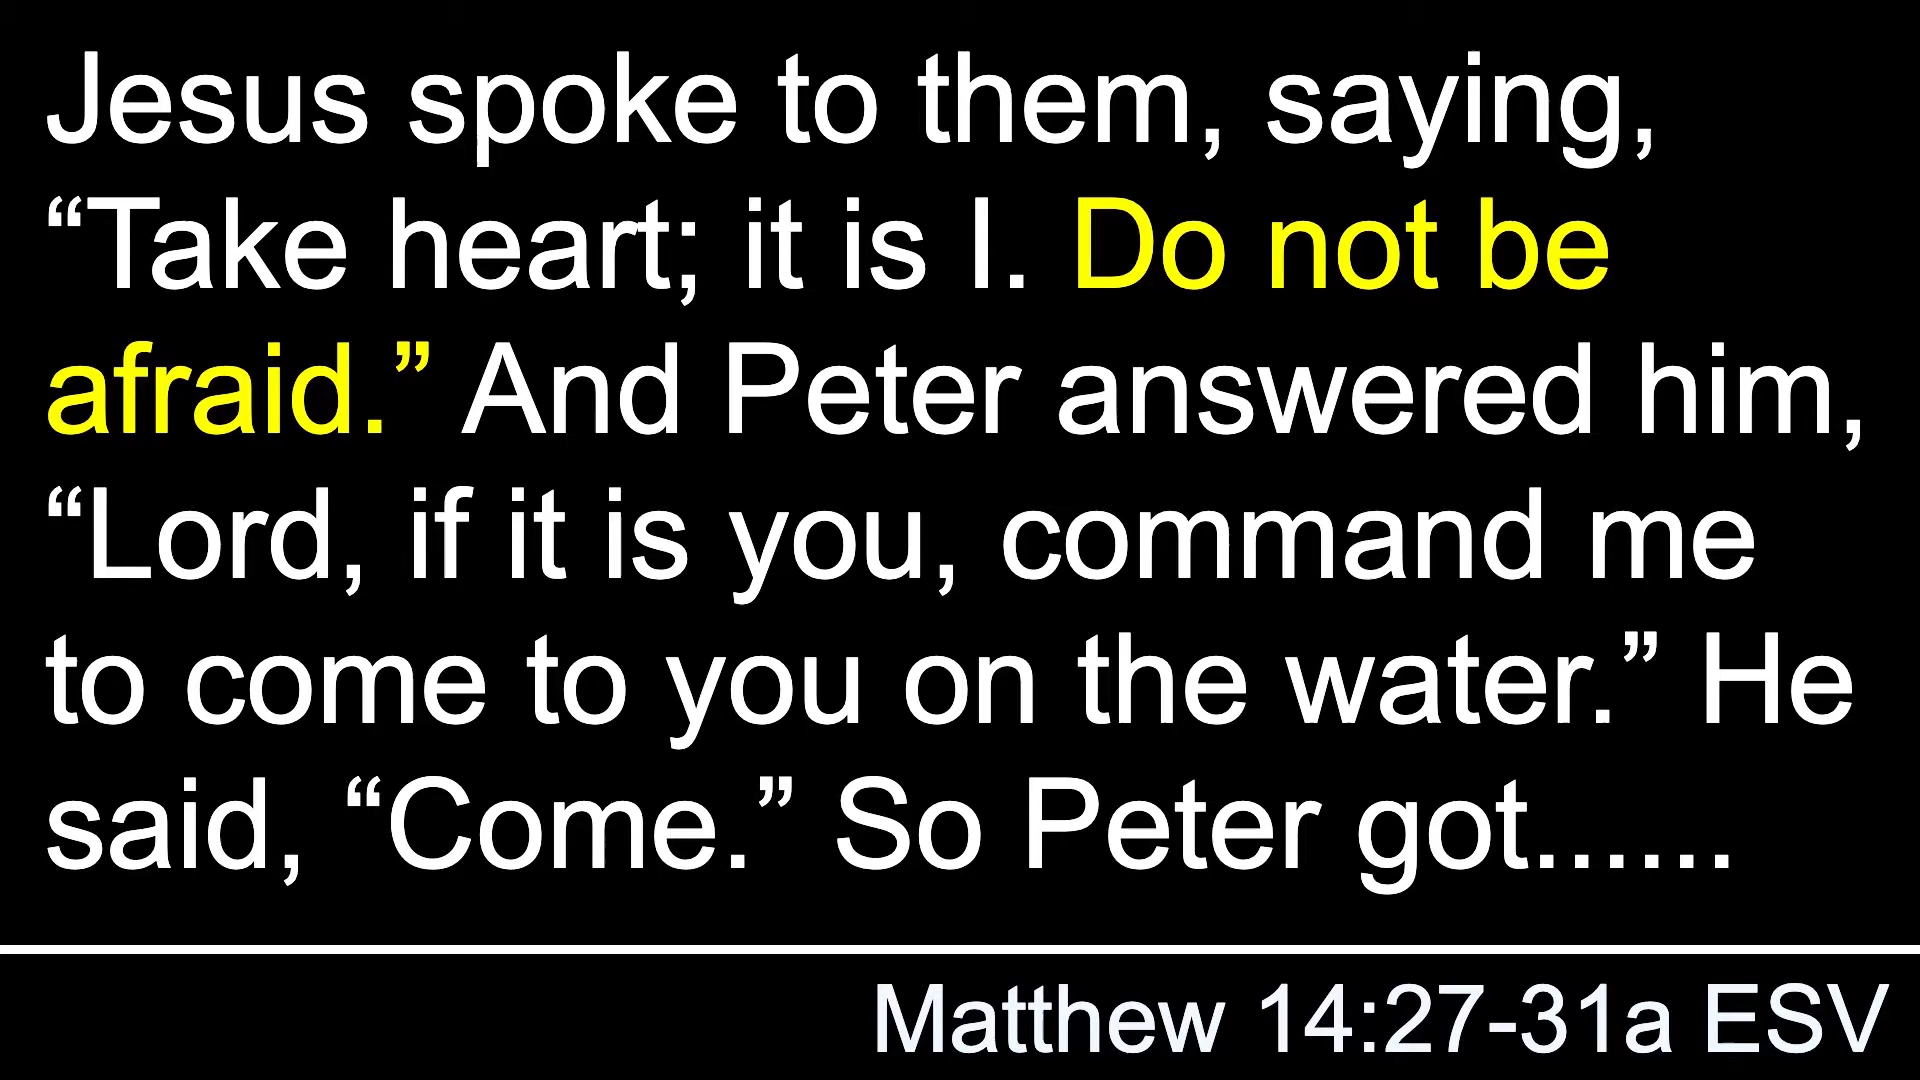 Jesus spoke to them, saying,
“Take heart; it is I. Do not be
afraid.” And Peter answered him,
“Lord, if it is you, command me
to come to you on the water.” He
said, “Come.” So Peter got......
Matthew 14:27-31a ESV